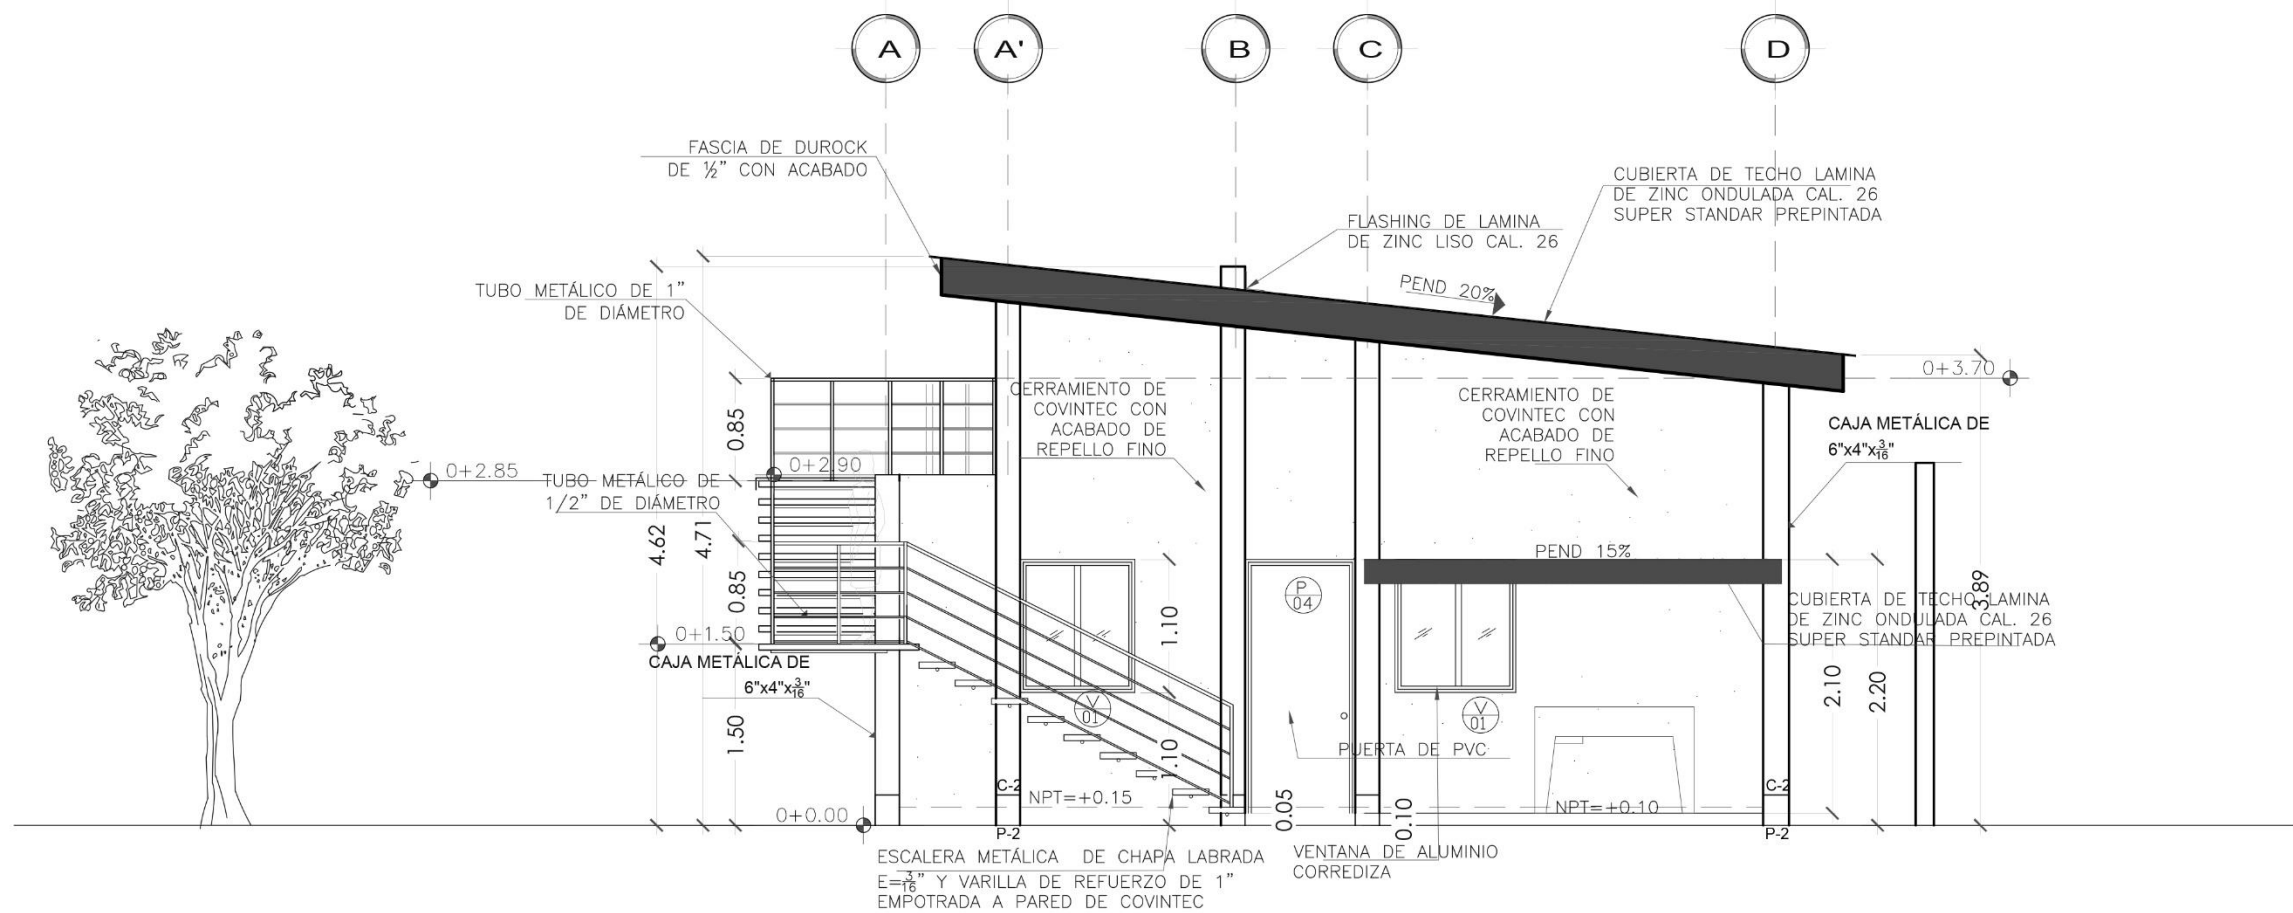 A
A'
B
C
D
FASCIA DE DUROCK
DE ½" CON ACABADO
CUBIERTA DE TECHO LAMINA
DE ZINC ONDULADA CAL. 26
SUPER STANDAR PREPINTADA
FLASHING DE LAMINA
DE ZINC LISO CAL. 26
PEND 20%
TUBO METÁLICO DE 1"
DE DIÁMETRO
0+3.70
CERRAMIENTO DE
COVINTEC CON
ACABADO DE
REPELLO FINO
CERRAMIENTO DE
COVINTEC CON
ACABADO DE
REPELLO FINO
CAJA METÁLICA DE
6"x4"x3/16"
0.85
0+2.85
0+2.90
TUBO METÁLICO DE
1/2" DE DIÁMETRO
4.62
4.71
0.85
PEND 15%
P
04
1.10
3.89
CUBIERTA DE TECHO LAMINA
DE ZINC ONDULADA CAL. 26
SUPER STANDAR PREPINTADA
0+1.50
CAJA METÁLICA DE
6"x4"x3/16"
2.10
2.20
V
01
V
01
1.50
1.10
PUERTA DE PVC
C-2
NPT=+0.15
0.05
0.10
NPT=+0.10
C-2
0+0.00
P-2
P-2
ESCALERA METÁLICA DE CHAPA LABRADA
E=3/16" Y VARILLA DE REFUERZO DE 1"
EMPOTRADA A PARED DE COVINTEC
VENTANA DE ALUMINIO
CORREDIZA